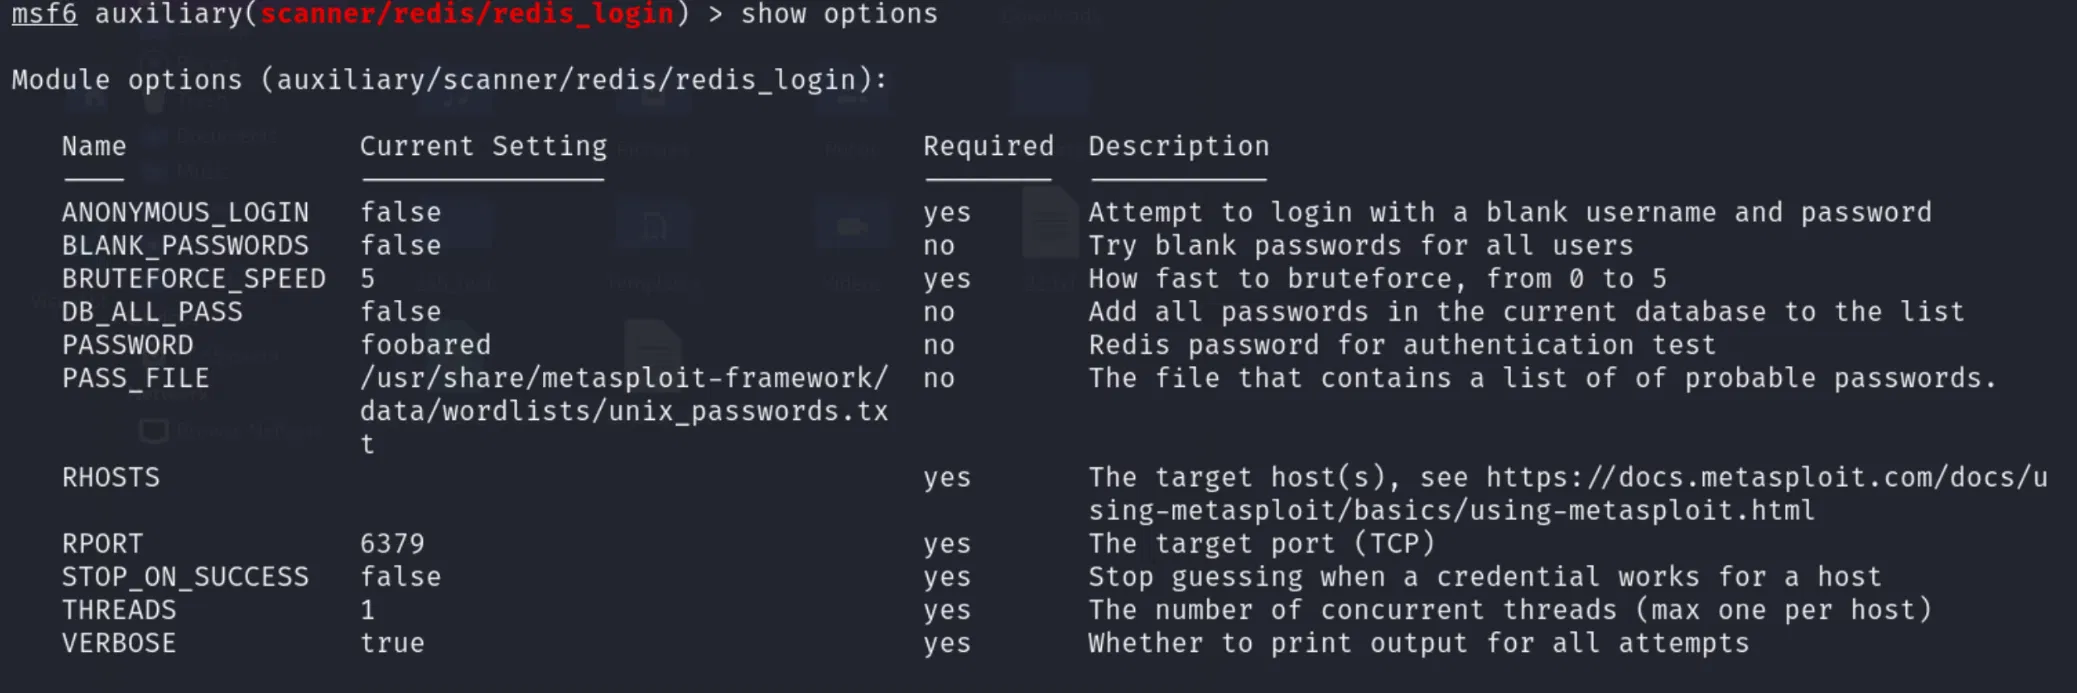 msf6 auxiliary(scanner/redis/redis_login) > show options
Module options (auxiliary/scanner/redis/redis_login):
Name Current Setting Required Description
ANONYMOUS_LOGIN false yes Attempt to login with a blank username and password
BLANK_PASSWORDS false no Try blank passwords for all users
BRUTEFORCE_SPEED 5 yes How fast to bruteforce, from 0 to 5
DB_ALL_PASS false no Add all passwords in the current database to the list
PASSWORD foobared no Redis password for authentication test
PASS_FILE /usr/share/metasploit-framework/ no The file that contains a list of of probable passwords.
data/wordlists/unix_passwords.tx
t
RHOSTS yes The target host(s), see https://docs.metasploit.com/docs/u
sing-metasploit/basics/using-metasploit.html
RPORT 6379 yes The target port (TCP)
STOP_ON_SUCCESS false yes Stop guessing when a credential works for a host
THREADS 1 yes The number of concurrent threads (max one per host)
VERBOSE true yes Whether to print output for all attempts